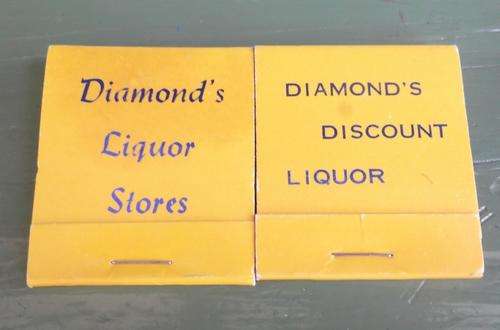 Diamond's
Liquor
Stores
DIAMOND'S
DISCOUNT
LIQUOR